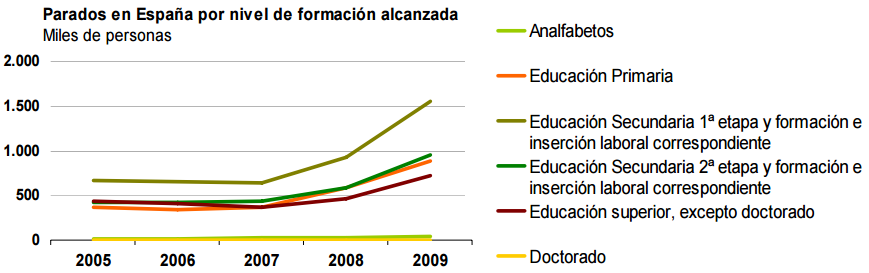 Parados en España por nivel de formación alcanzada
Miles de personas
2.000
1.500
1.000
500
0
2005 2006 2007 2008 2009
Analfabetos
Educación Primaria
Educación Secundaria 1ª etapa y formación e
inserción laboral correspondiente
Educación Secundaria 2ª etapa y formación e
inserción laboral correspondiente
Educación superior, excepto doctorado
Doctorado